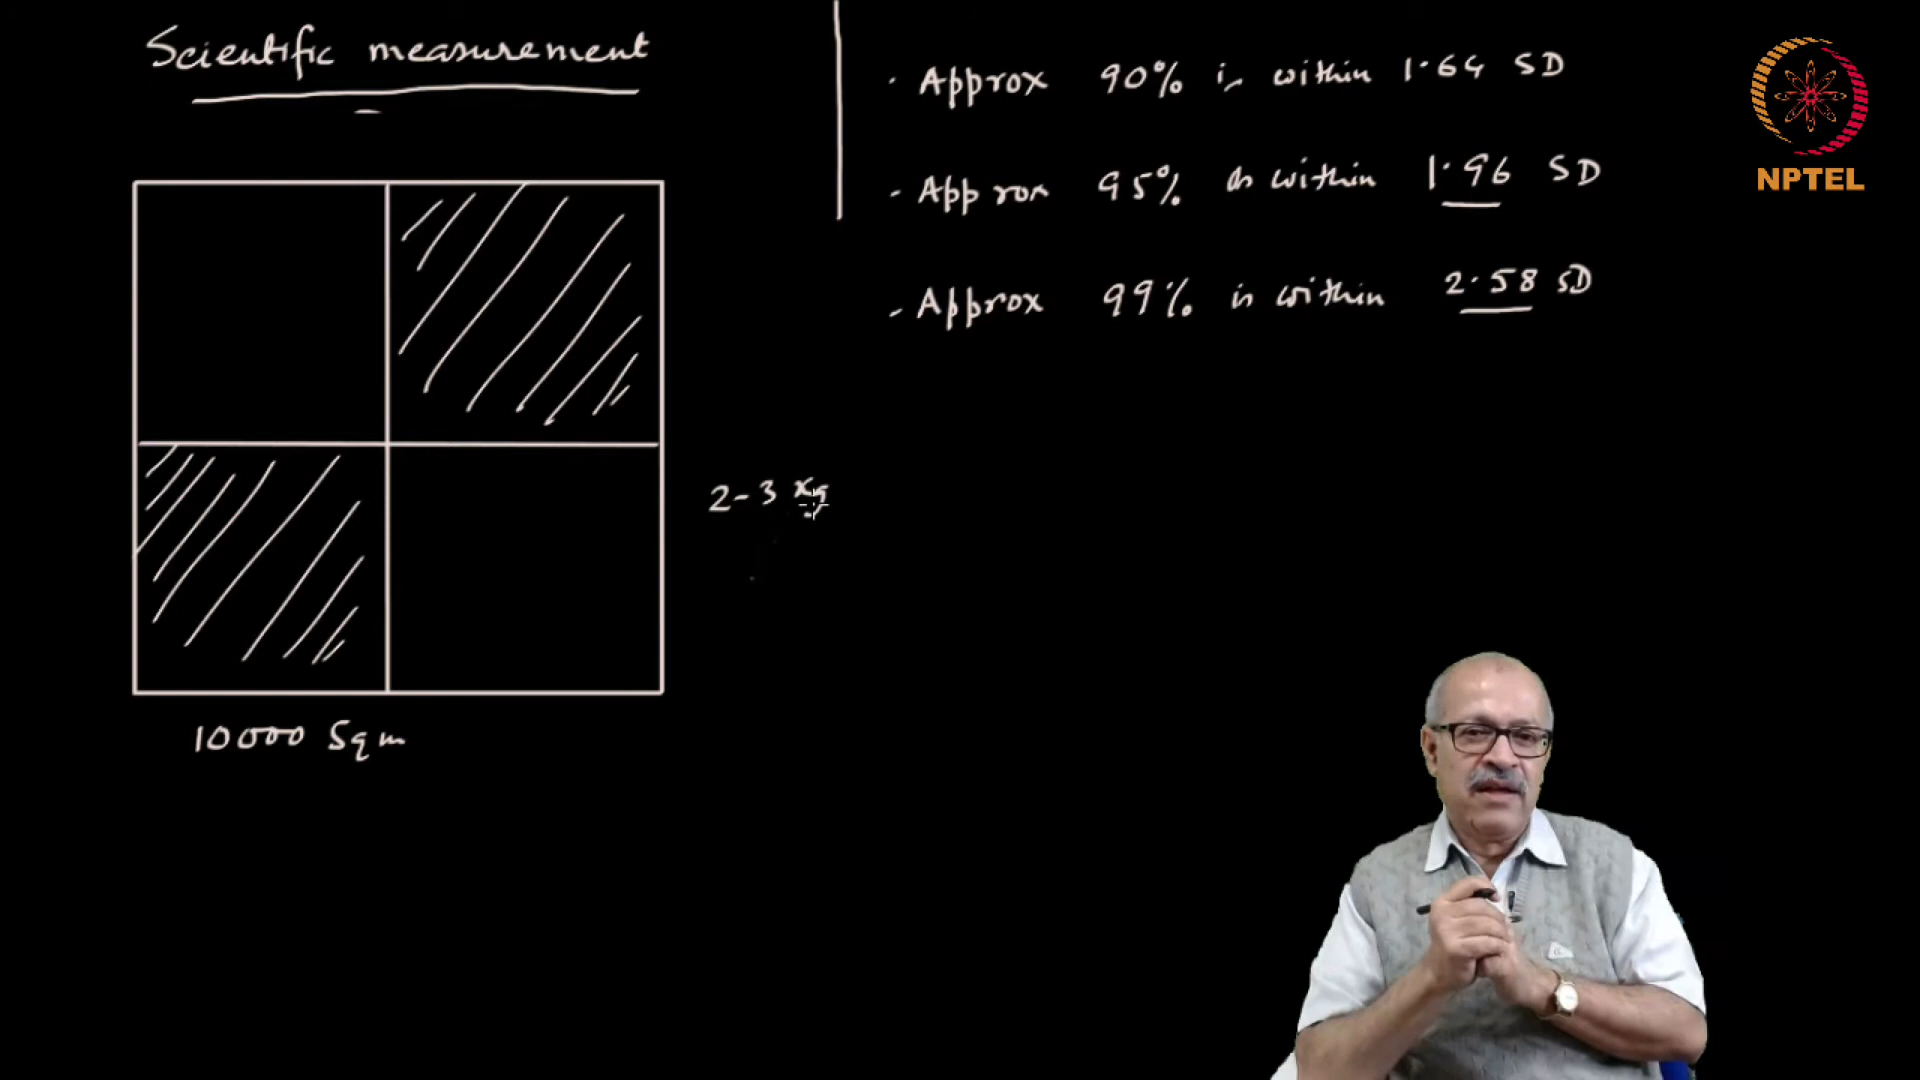 Scientific measurement
· Approx 90% is within 1.64 SD
- Approx 95% is within 1.96 SD
- Approx 99% is within 2.58 SD
NPTEL
2-3 kg
10000 Sqm